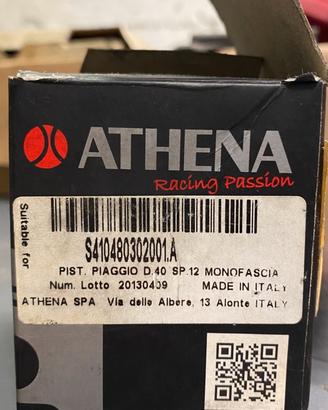 ATHENA
Racing Passion
Suitable for
S410480302001.A
PIST. PIAGGIO D.40 SP.12 MONOFASCIA
Num. Lotto 20130409 MADE IN ITALY
ATHENA SPA Via delle Albere, 13 Alonte ITALY